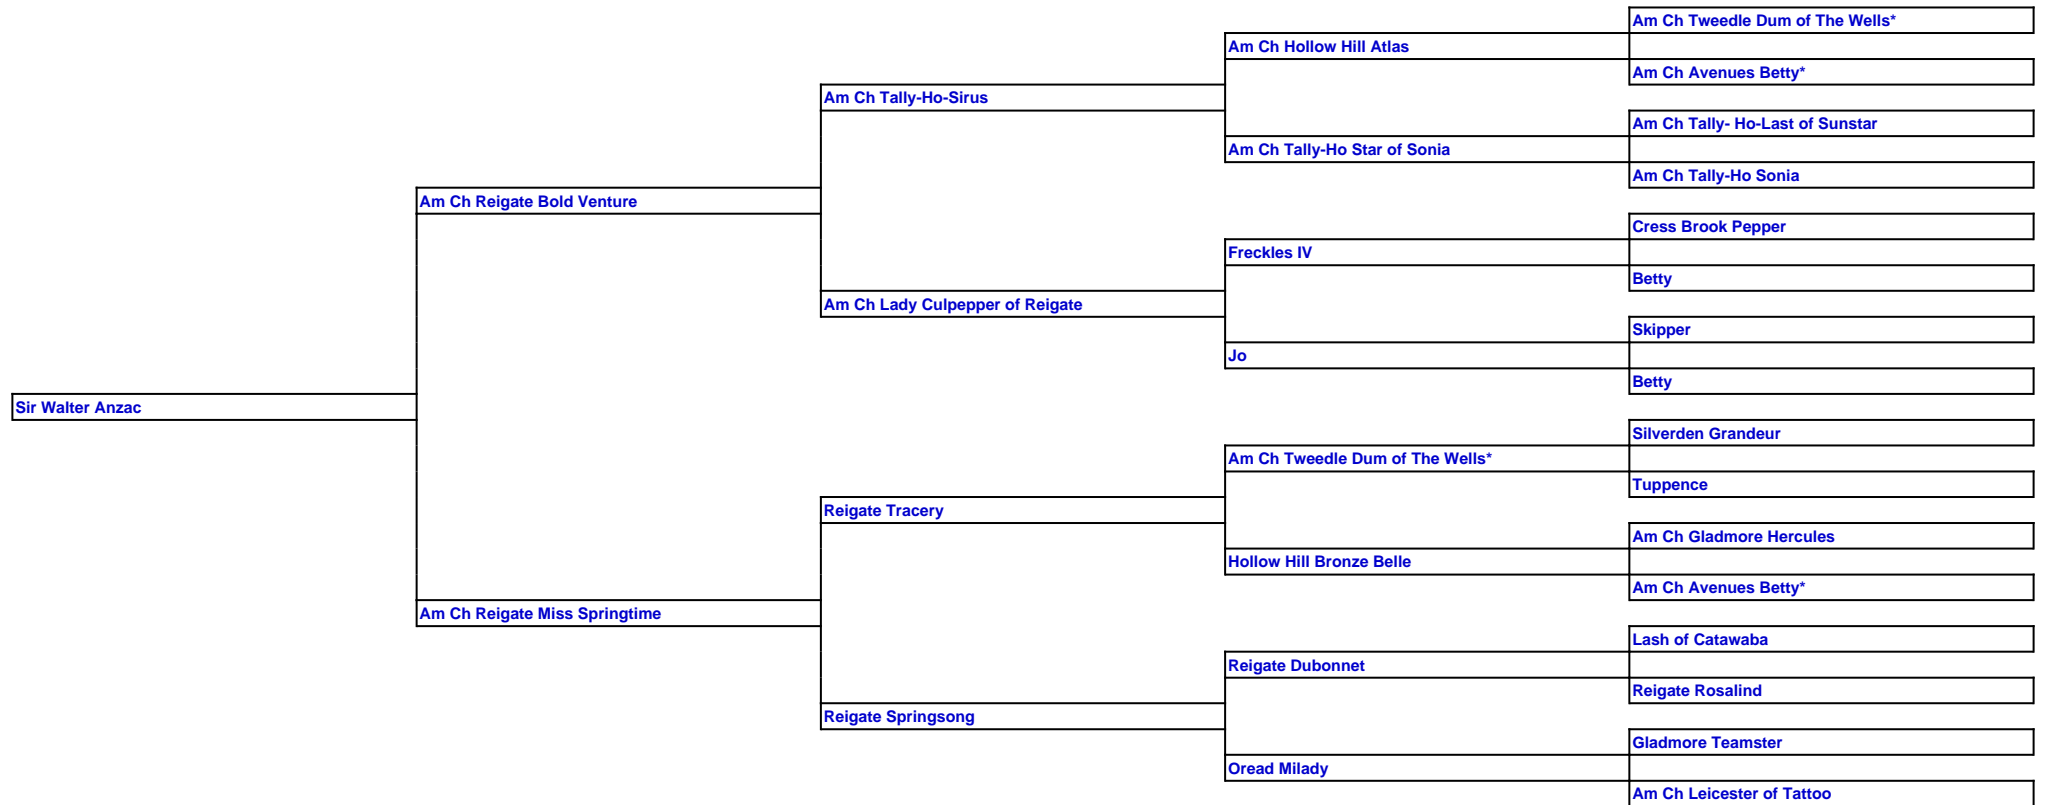 Am Ch Tweedle Dum of The Wells*
Am Ch Hollow Hill Atlas
Am Ch Avenues Betty*
Am Ch Tally-Ho-Sirus
Am Ch Tally- Ho-Last of Sunstar
Am Ch Tally-Ho Star of Sonia
Am Ch Tally-Ho Sonia
Am Ch Reigate Bold Venture
Cress Brook Pepper
Freckles IV
Betty
Am Ch Lady Culpepper of Reigate
Skipper
Jo
Betty
Sir Walter Anzac
Silverden Grandeur
Am Ch Tweedle Dum of The Wells*
Tuppence
Reigate Tracery
Am Ch Gladmore Hercules
Hollow Hill Bronze Belle
Am Ch Avenues Betty*
Am Ch Reigate Miss Springtime
Lash of Catawaba
Reigate Dubonnet
Reigate Rosalind
Reigate Springsong
Gladmore Teamster
Oread Milady
Am Ch Leicester of Tattoo